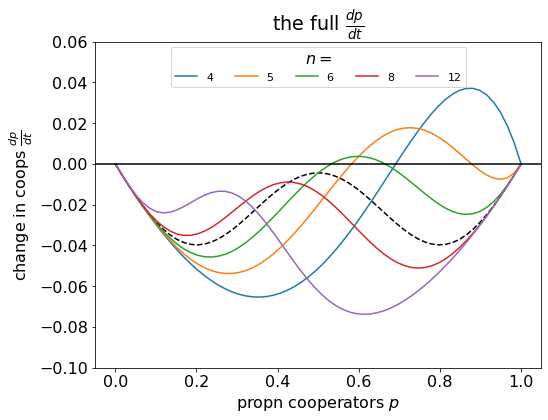 the full dp/dt
n =
4 5 6 8 12
change in coops dp/dt
0.06
0.04
0.02
0.00
−0.02
−0.04
−0.06
−0.08
−0.10
0.0 0.2 0.4 0.6 0.8 1.0
propn cooperators p